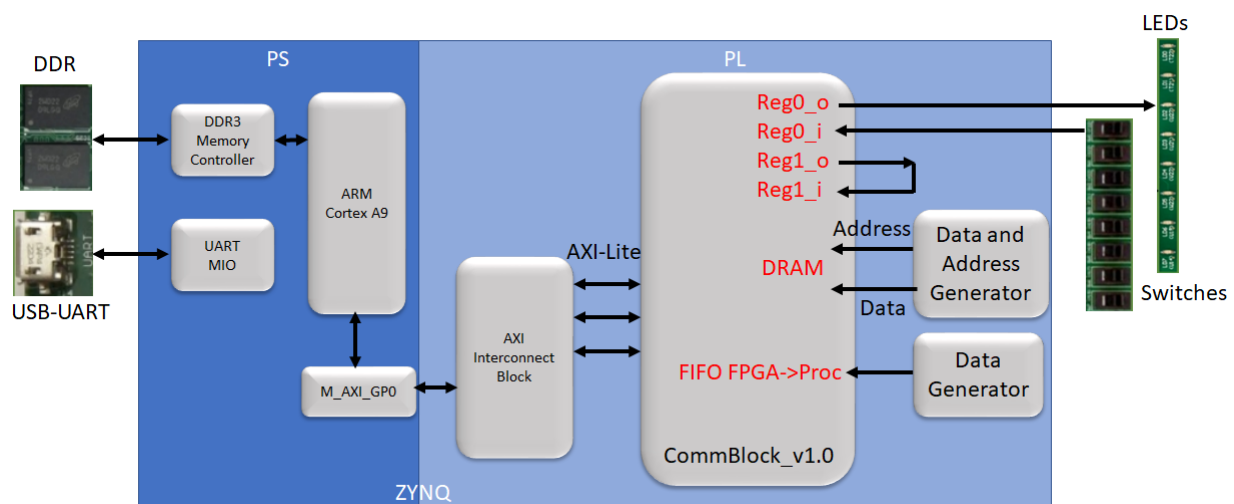 LEDs
PS
PL
DDR
DDR3
Memory
Controller
ARM
Cortex A9
UART
MIO
UART
USB-UART
M_AXI_GP0
AXI
Interconnect
Block
AXI-Lite
Reg0_o
Reg0_i
Reg1_o
Reg1_i
Address
DRAM
Data
Data and
Address
Generator
Switches
FIFO FPGA->Proc
Data
Generator
CommBlock_v1.0
ZYNQ